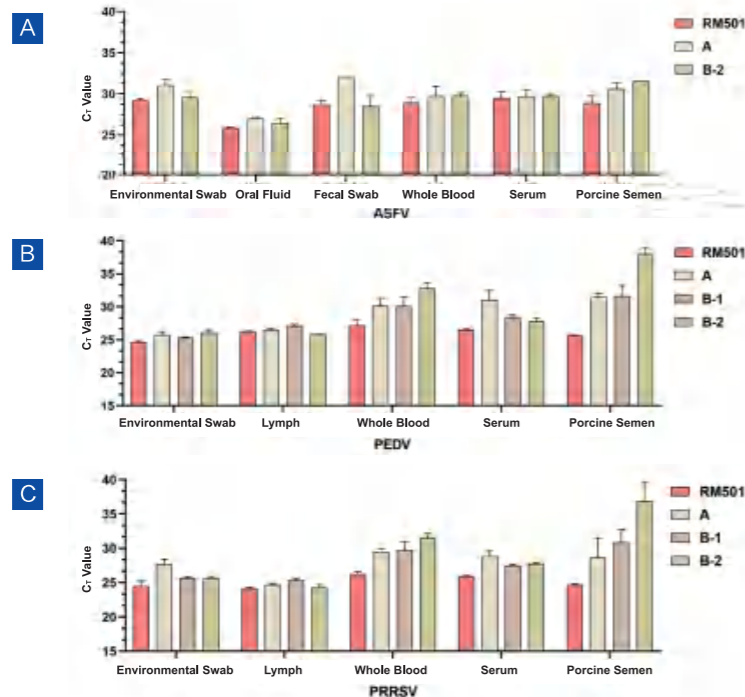 A
CT Value
40
35
30
25
20
Environmental Swab Oral Fluid Fecal Swab Whole Blood Serum Porcine Semen
ASFV
RM501
A
B-2
B
CT Value
40
35
30
25
20
15
Environmental Swab Lymph Whole Blood Serum Porcine Semen
PEDV
RM501
A
B-1
B-2
C
CT Value
40
35
30
25
20
15
Environmental Swab Lymph Whole Blood Serum Porcine Semen
PRRSV
RM501
A
B-1
B-2